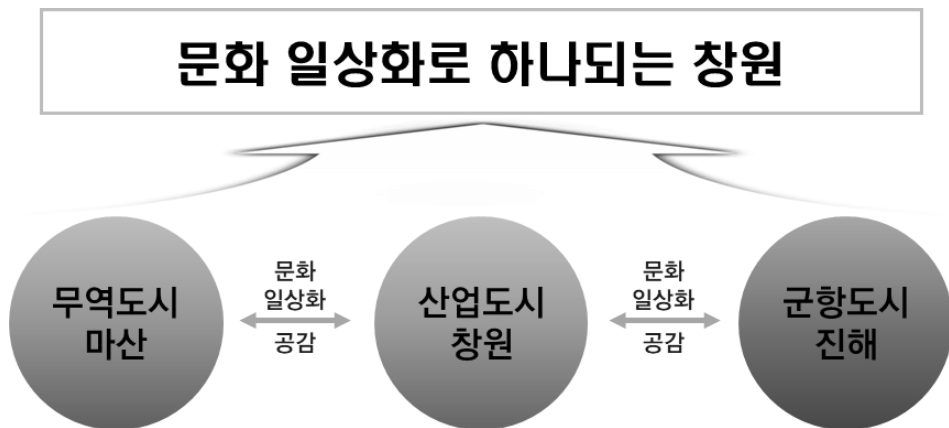 문화 일상화로 하나되는 창원
무역도시
마산
문화
일상화
공감
산업도시
창원
문화
일상화
공감
군항도시
진해